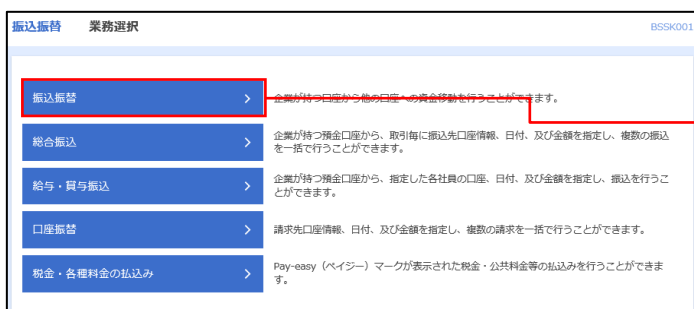 振込振替 業務選択 BSSK001
振込振替 企業が持つ口座から他の口座への資金移動を行うことができます。
総合振込 企業が持つ預金口座から、取引毎に振込先口座情報、日付、及び金額を指定し、複数の振込
を一括で行うことができます。
給与・賞与振込 企業が持つ預金口座から、指定した各社員の口座、日付、及び金額を指定し、振込を行うこ
とができます。
口座振替 請求先口座情報、日付、及び金額を指定し、複数の請求を一括で行うことができます。
税金・各種料金の払込み Pay-easy（ペイジー）マークが表示された税金・公共料金等の払込みを行うことができま
す。